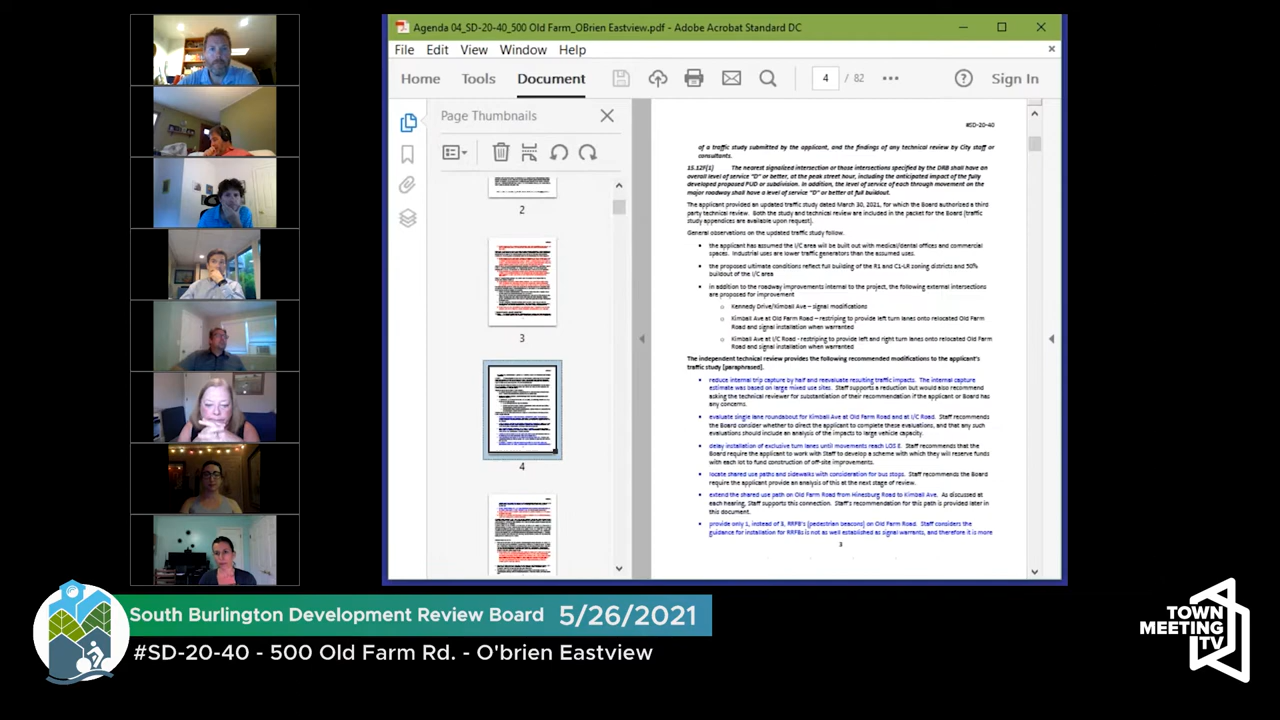 Agenda 04_SD-20-40_500 Old Farm_OBrien Eastview.pdf - Adobe Acrobat Standard DC
File Edit View Window Help
Home Tools Document 4 / 82 Sign In
Page Thumbnails
2
3
4
#SD-20-40
of a traffic study submitted by the applicant, and the findings of any technical review by City staff or
consultants.
15.12F(1) The nearest signalized intersection or those intersections specified by the DRB shall have an
overall level of service "D" or better, at the peak street hour, including the anticipated impact of the fully
developed proposed PUD or subdivision. In addition, the level of service of each through movement on the
major roadway shall have a level of service "D" or better at full buildout.
The applicant provided an updated traffic study dated March 30, 2021, for which the Board authorized a third
party technical review. Both the study and technical review are included in the packet for the Board (traffic
study appendices are available upon request).
General observations on the updated traffic study follow.
• the applicant has assumed the I/C area will be built out with medical/dental offices and commercial
spaces. Industrial uses are lower traffic generators than the assumed uses.
• the proposed ultimate conditions reflect full building of the R1 and C1-LR zoning districts and 50%
buildout of the I/C area
• in addition to the roadway improvements internal to the project, the following external intersections
are proposed for improvement
o Kennedy Drive/Kimball Ave – signal modifications
o Kimball Ave at Old Farm Road – restriping to provide left turn lanes onto relocated Old Farm
Road and signal installation when warranted
o Kimball Ave at I/C Road - restriping to provide left and right turn lanes onto relocated Old Farm
Road and signal installation when warranted
The independent technical review provides the following recommended modifications to the applicant's
traffic study [paraphrased].
• reduce internal trip capture by half and reevaluate resulting traffic impacts. The internal capture
estimate was based on large mixed use sites. Staff supports a reduction but would also recommend
asking the technical reviewer for substantiation of their recommendation if the applicant or Board has
any concerns.
• evaluate single lane roundabout for Kimball Ave at Old Farm Road and at I/C Road. Staff recommends
the Board consider whether to direct the applicant to complete these evaluations, and that any such
evaluations should include an analysis of the impacts to large vehicle capacity.
• delay installation of exclusive turn lanes until movements reach LOS E. Staff recommends that the
Board require the applicant to work with Staff to develop a scheme with which they will reserve funds
with each lot to fund construction of off-site improvements.
• locate shared use paths and sidewalks with consideration for bus stops. Staff recommends the Board
require the applicant provide an analysis of this at the next stage of review.
• extend the shared use path on Old Farm Road from Hinesburg Road to Kimball Ave. As discussed at
each hearing, Staff supports this connection. Staff's recommendation for this path is provided later in
this document.
• provide only 1, instead of 3, RRFB's [pedestrian beacons] on Old Farm Road. Staff considers the
guidance for installation for RRFBs is not as well established as signal warrants, and therefore it is more
3
South Burlington Development Review Board 5/26/2021
#SD-20-40 - 500 Old Farm Rd. - O'brien Eastview
TOWN
MEETING
TV